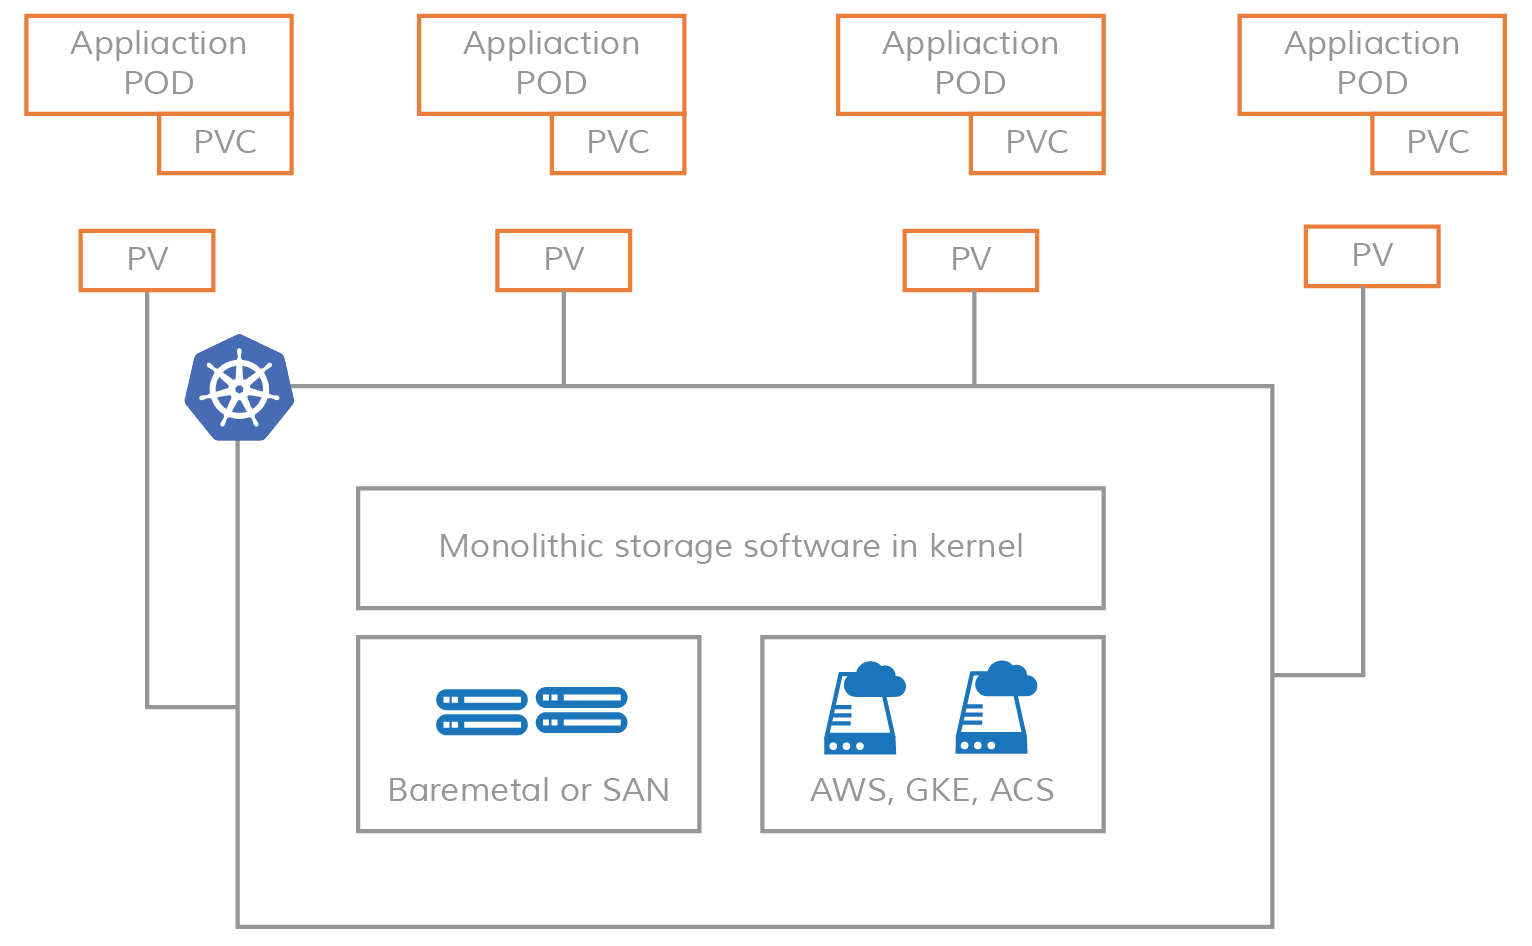 Appliaction
POD
PVC
Appliaction
POD
PVC
Appliaction
POD
PVC
Appliaction
POD
PVC
PV
PV
PV
PV
Monolithic storage software in kernel
Baremetal or SAN
AWS, GKE, ACS